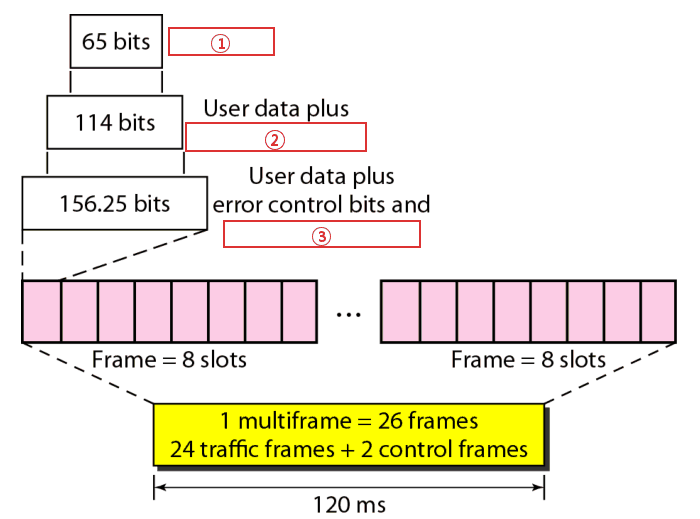 65 bits
①
114 bits
User data plus
②
156.25 bits
User data plus
error control bits and
③
...
Frame = 8 slots
Frame = 8 slots
1 multiframe = 26 frames
24 traffic frames + 2 control frames
120 ms